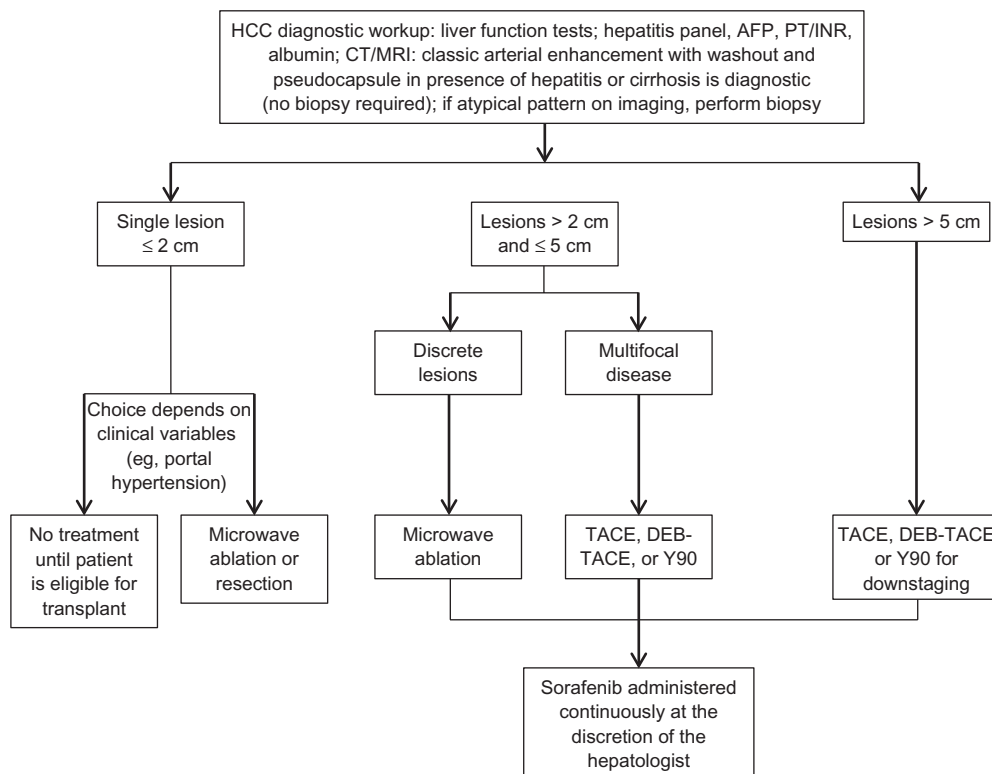 HCC diagnostic workup: liver function tests; hepatitis panel, AFP, PT/INR,
albumin; CT/MRI: classic arterial enhancement with washout and
pseudocapsule in presence of hepatitis or cirrhosis is diagnostic
(no biopsy required); if atypical pattern on imaging, perform biopsy
Single lesion
≤ 2 cm
Lesions > 2 cm
and ≤ 5 cm
Lesions > 5 cm
Discrete
lesions
Multifocal
disease
Choice depends on
clinical variables
(eg, portal
hypertension)
No treatment
until patient
is eligible for
transplant
Microwave
ablation or
resection
Microwave
ablation
TACE, DEB-
TACE, or Y90
TACE, DEB-TACE
or Y90 for
downstaging
Sorafenib administered
continuously at the
discretion of the
hepatologist